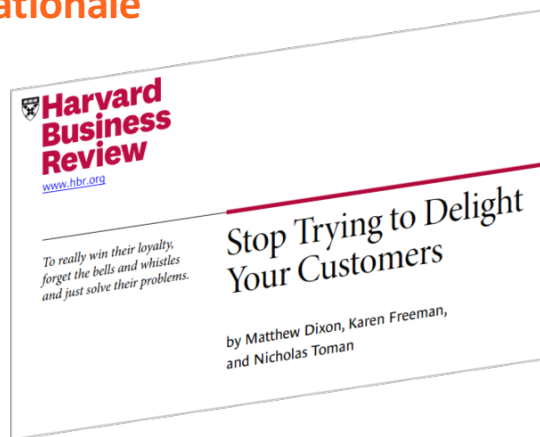 Harvard
Business
Review
www.hbr.org
To really win their loyalty,
forget the bells and whistles
and just solve their problems.
Stop Trying to Delight
Your Customers
by Matthew Dixon, Karen Freeman,
and Nicholas Toman